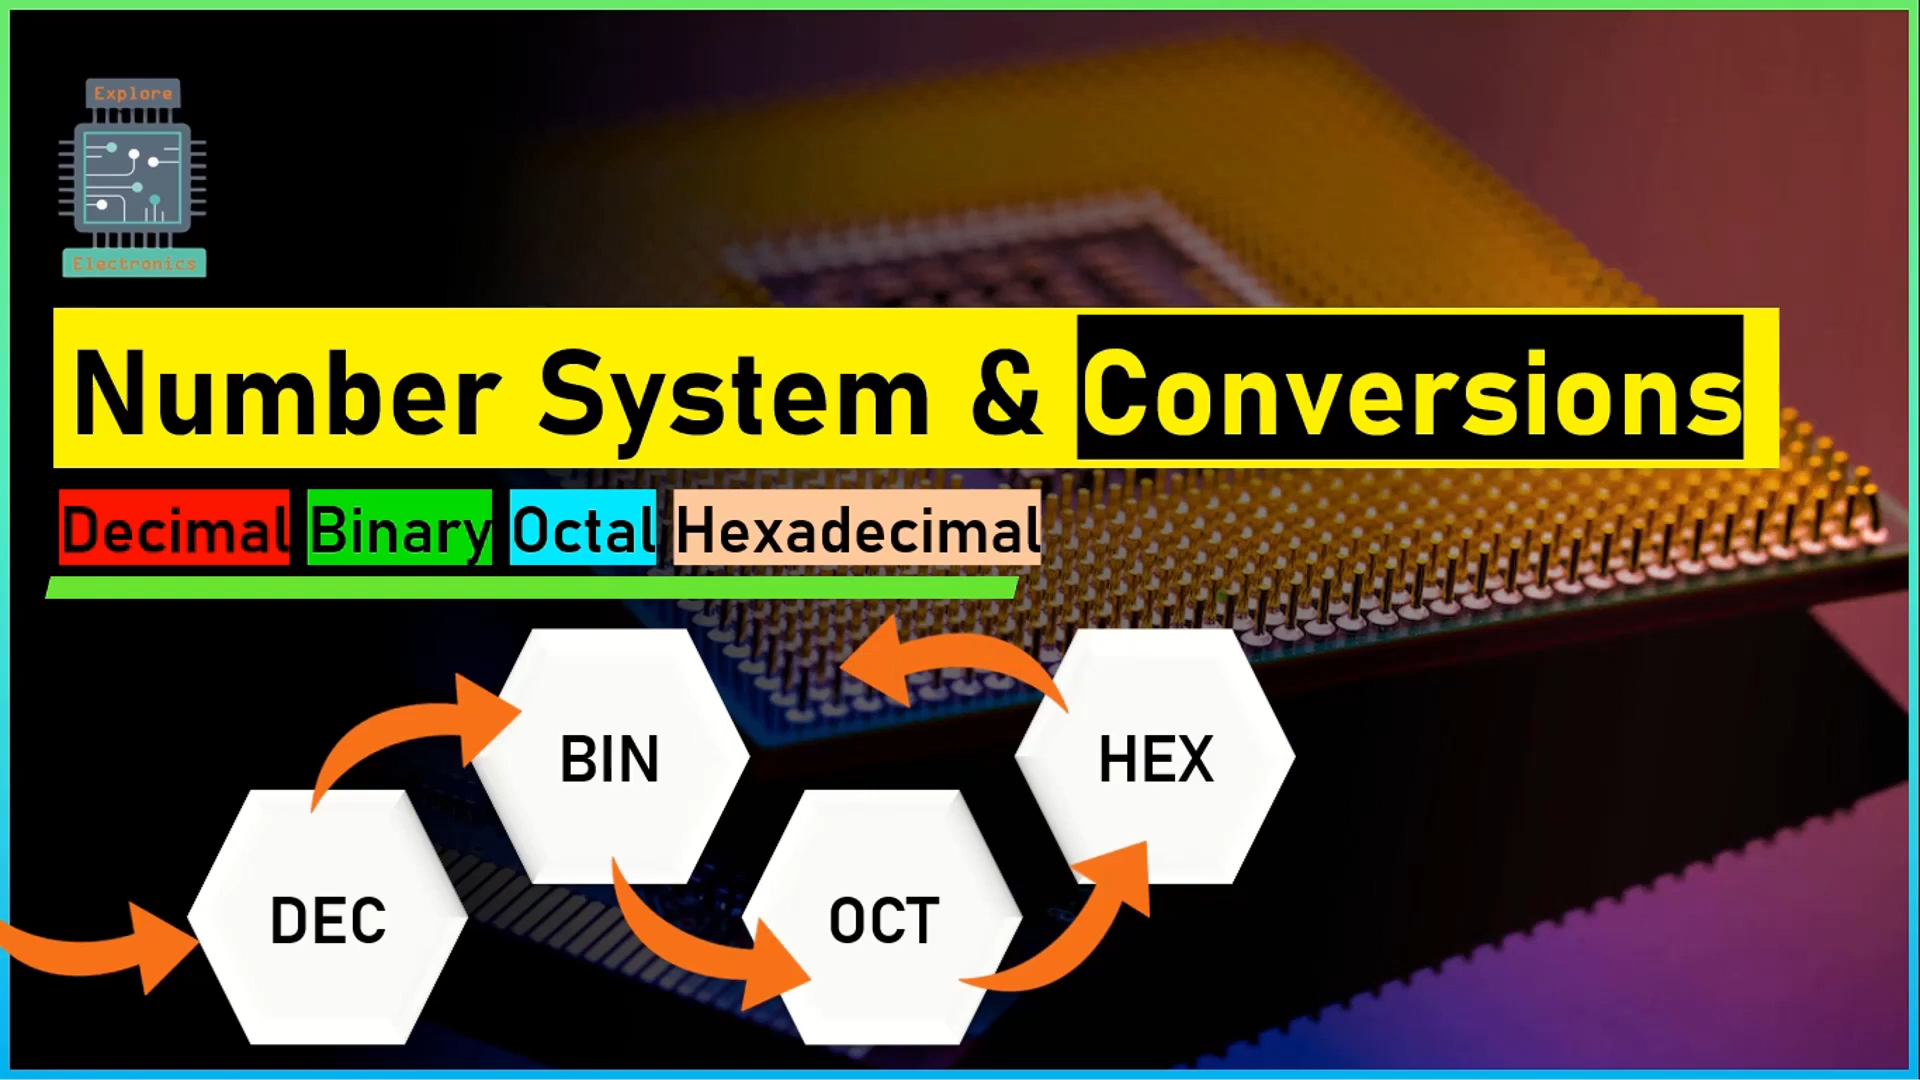 Explore
Electronics
Number System & Conversions
Decimal Binary Octal Hexadecimal
BIN
HEX
DEC
OCT